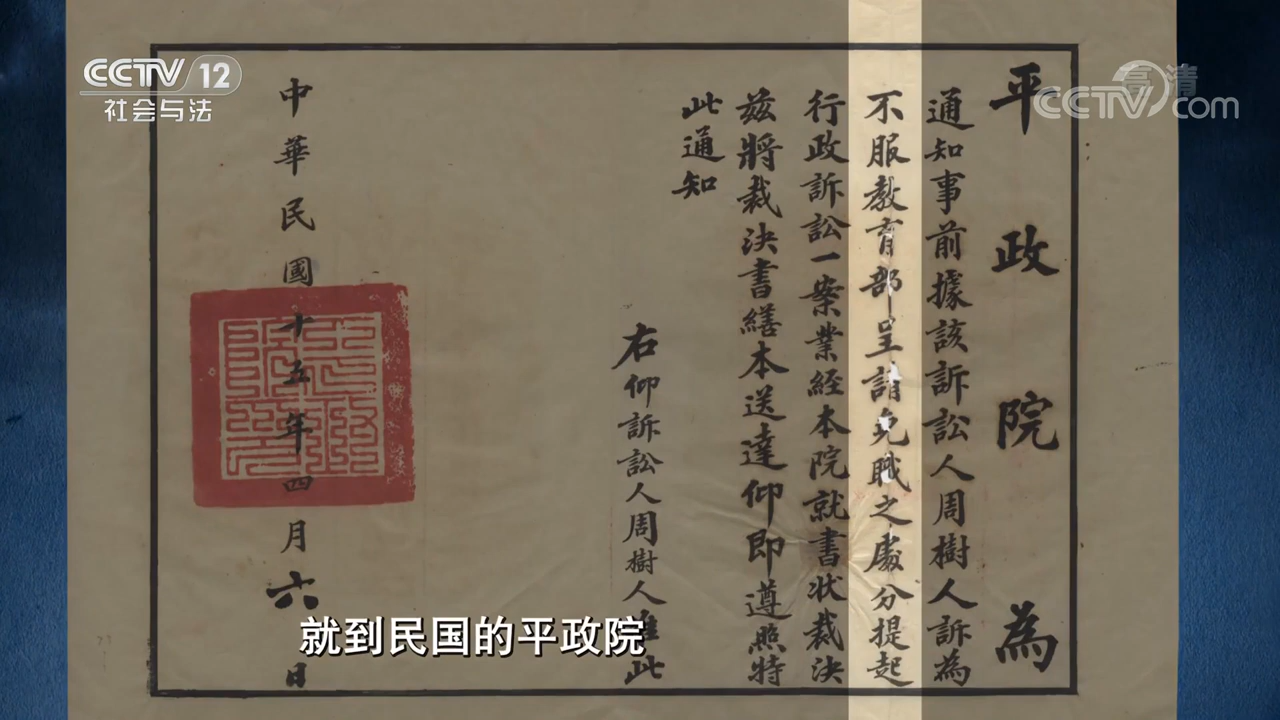 平政院為
通知事前據該訴訟人周樹人訴為
不服教育部呈請免職之處分提起
行政訴訟一案業經本院就書狀裁決
茲將裁決書繕本送達仰即遵照特
此通知
右仰訴訟人周樹人准此
中華民國十五年四月六日
CCTV 12
社会与法
高清
CCTV.com
就到民国的平政院